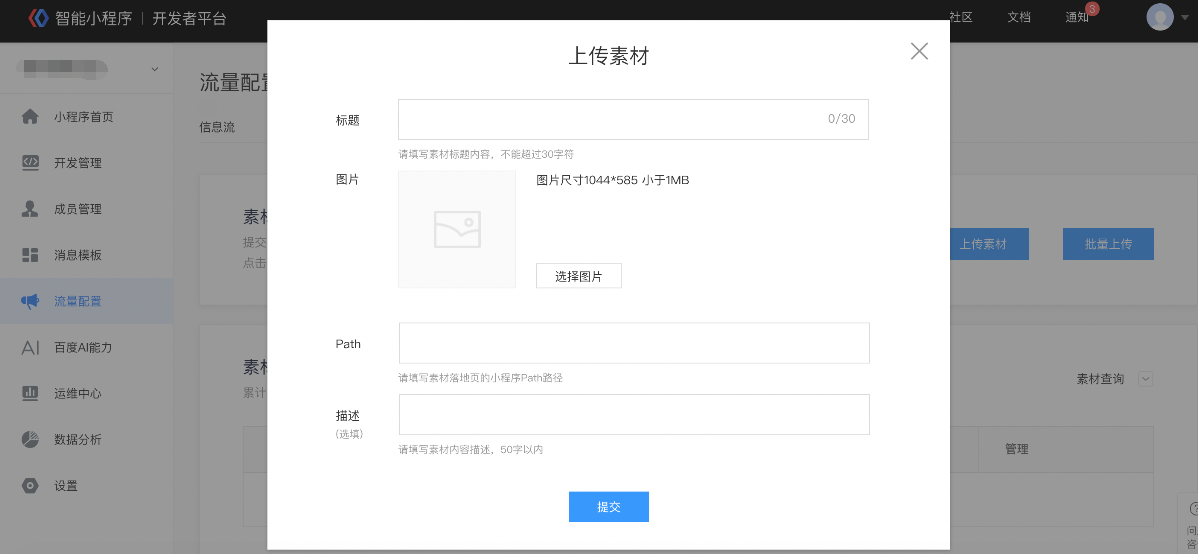 智能小程序 | 开发者平台
社区 文档 通知 3
小程序首页
开发管理
成员管理
消息模板
流量配置
百度AI能力
运维中心
数据分析
设置
流量配
信息流
素材
提交
点击
上传素材 批量上传
素材
累计
素材查询
管理
上传素材
标题
0/30
请填写素材标题内容，不能超过30字符
图片
图片尺寸1044*585 小于1MB
选择图片
Path
请填写素材落地页的小程序Path路径
描述
(选填)
请填写素材内容描述，50字以内
提交